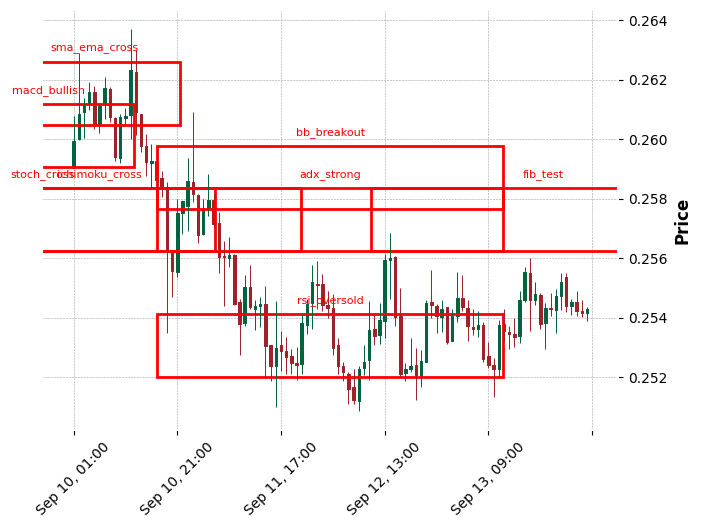 0.264
sma_ema_cross
0.262
macd_bullish
0.260
bb_breakout
stoch_cross
ichimoku_cross
adx_strong
fib_test
0.258
Price
0.256
rsi_oversold
0.254
0.252
Sep 10, 01:00
Sep 10, 21:00
Sep 11, 17:00
Sep 12, 13:00
Sep 13, 09:00